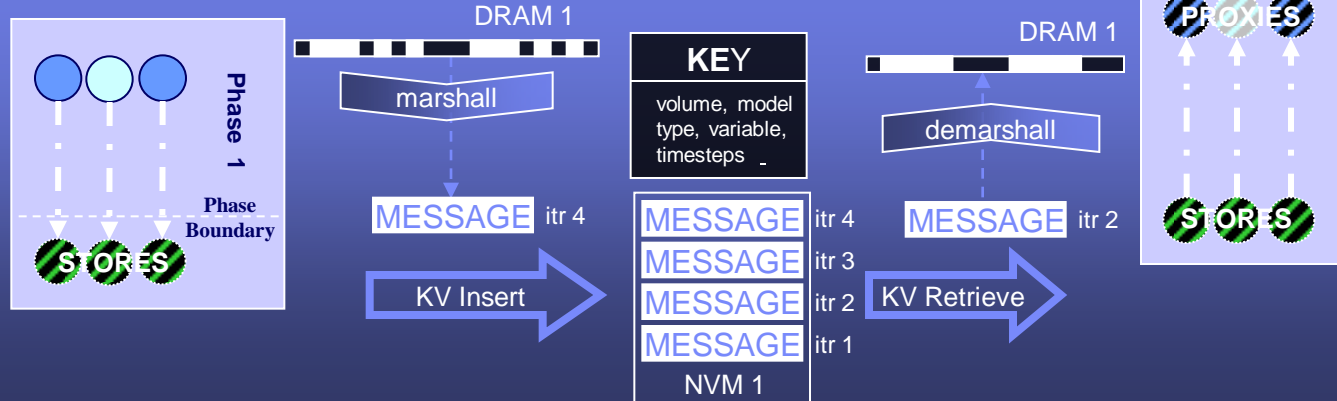 Phase 1
Phase
Boundary
STORES
DRAM 1
marshall
MESSAGE itr 4
KV Insert
KEY
volume, model
type, variable,
timesteps _
MESSAGE itr 4
MESSAGE itr 3
MESSAGE itr 2
MESSAGE itr 1
NVM 1
DRAM 1
demarshall
MESSAGE itr 2
KV Retrieve
PROXIES
STORES